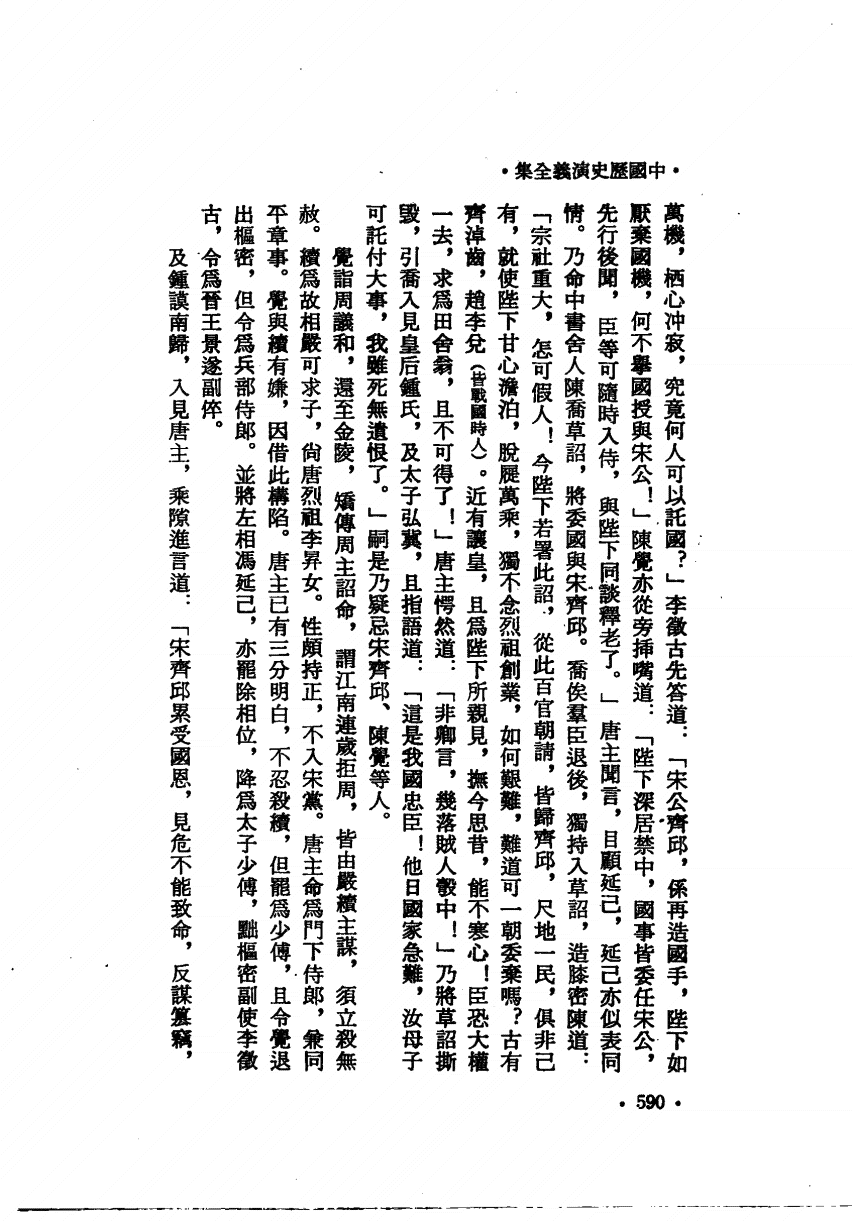 •中國歷史演義全集•
萬機，栖心沖寂，究竟何人可以託國？」李徵古先答道：「宋公齊邱，係再造國手，陛下如
厭棄國機，何不舉國授與宋公！」陳覺亦從旁插嘴道：「陛下深居禁中，國事皆委任宋公，
先行後聞，臣等可隨時入侍，與陛下同談釋老了。」唐主聞言，目顧延己，延己亦似表同
情。乃命中書舍人陳喬草詔，將委國與宋齊邱。喬俟羣臣退後，獨持入草詔，造膝密陳道：
「宗社重大，怎可假人！今陛下若署此詔，從此百官朝請，皆歸齊邱，尺地一民，俱非己
有，就使陛下甘心澹泊，脫屣萬乘，獨不念烈祖創業，如何艱難，難道可一朝委棄嗎？古有
齊淖齒，趙李兌（皆戰國時人）。近有讓皇，且爲陛下所親見，撫今思昔，能不寒心！臣恐大權
一去，求爲田舍翁，且不可得了！」唐主愕然道：「非卿言，幾落賊人彀中！」乃將草詔撕
毀，引喬入見皇后鍾氏，及太子弘冀，且指語道：「這是我國忠臣！他日國家急難，汝母子
可託付大事，我雖死無遺恨了。」嗣是乃疑忌宋齊邱、陳覺等人。
覺詣周議和，還至金陵，矯傳周主詔命，謂江南連歲拒周，皆由嚴續主謀，須立殺無
赦。續爲故相嚴可求子，尙唐烈祖李昇女。性頗持正，不入宋黨。唐主命爲門下侍郎，兼同
平章事。覺與續有嫌，因借此構陷。唐主已有三分明白，不忍殺續，但罷爲少傅，且令覺退
出樞密，但令爲兵部侍郎。並將左相馮延己，亦罷除相位，降爲太子少傅，黜樞密副使李徵
古，令爲晉王景遂副倅。
及鍾謨南歸，入見唐主，乘隙進言道：「宋齊邱累受國恩，見危不能致命，反謀篡竊，
•590•